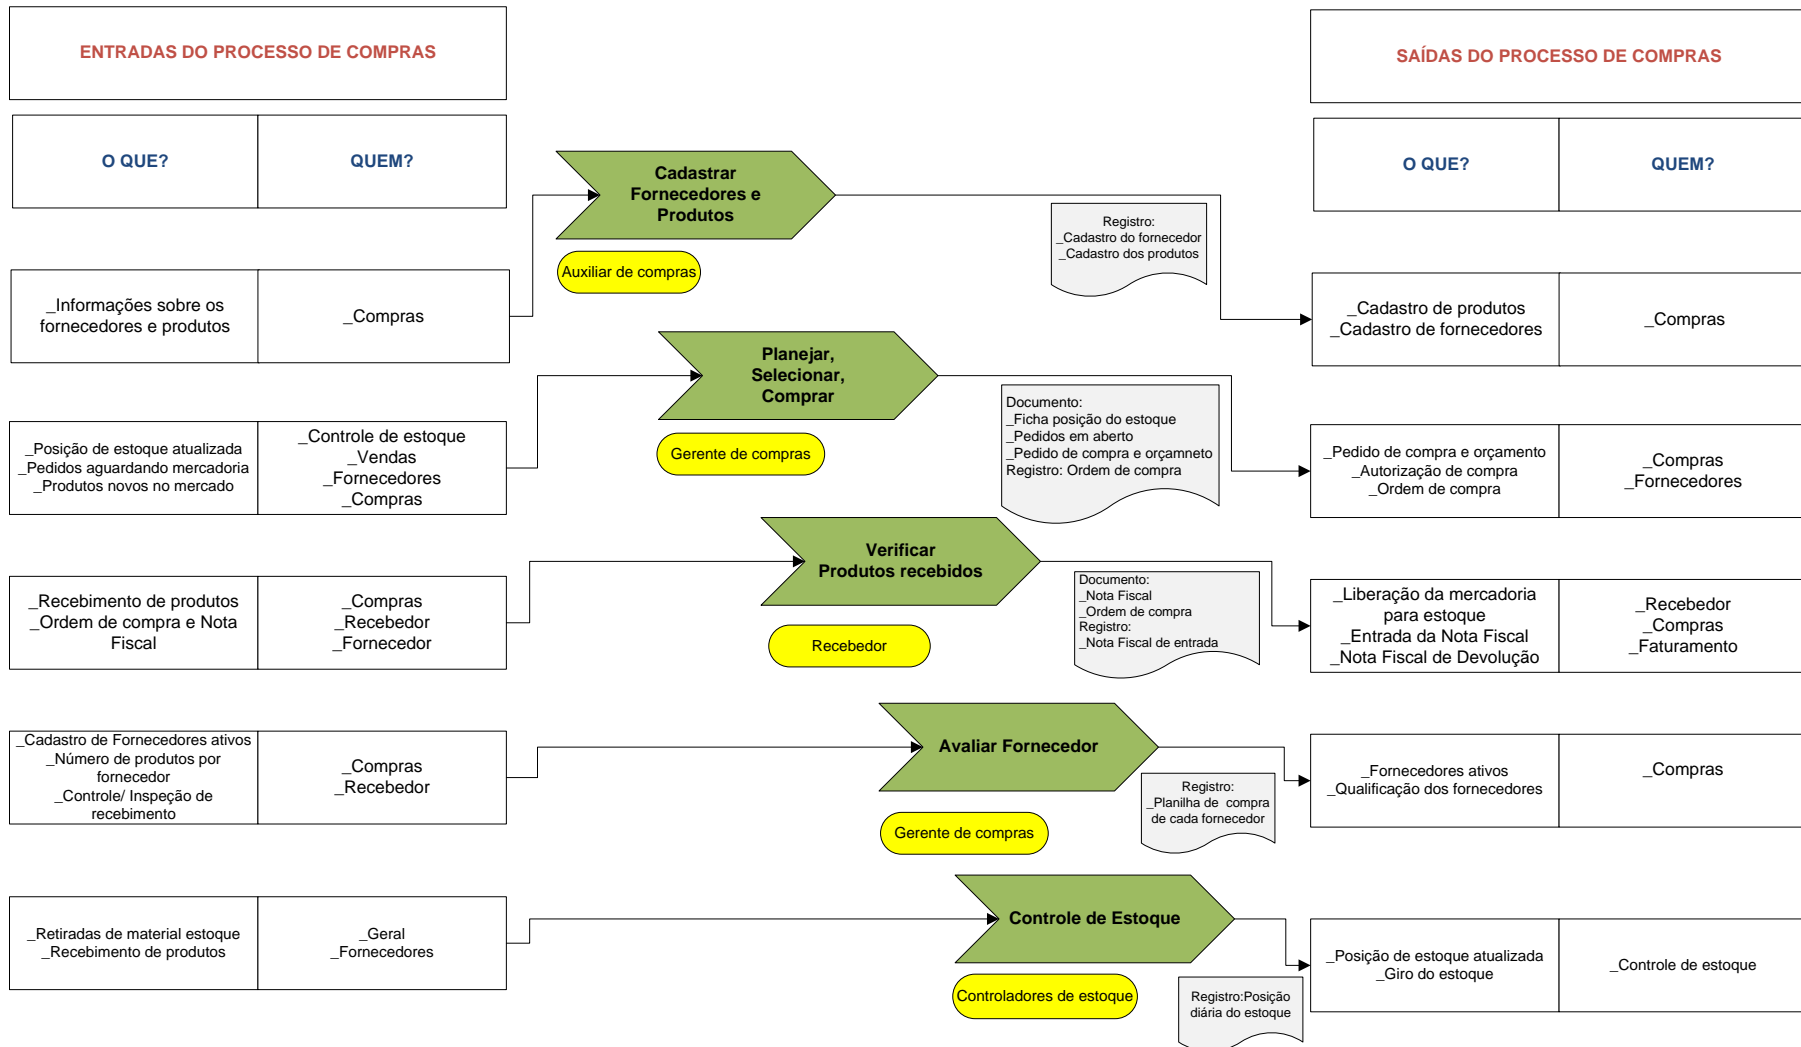 ENTRADAS DO PROCESSO DE COMPRAS
SAÍDAS DO PROCESSO DE COMPRAS
O QUE?
QUEM?
O QUE?
QUEM?
Cadastrar
Fornecedores e
Produtos
Auxiliar de compras
Registro:
_Cadastro do fornecedor
_Cadastro dos produtos
_Informações sobre os
fornecedores e produtos
_Compras
_Cadastro de produtos
_Cadastro de fornecedores
_Compras
Planejar,
Selecionar,
Comprar
Gerente de compras
Documento:
_Ficha posição do estoque
_Pedidos em aberto
_Pedido de compra e orçamneto
Registro: Ordem de compra
_Posição de estoque atualizada
_Pedidos aguardando mercadoria
_Produtos novos no mercado
_Controle de estoque
_Vendas
_Fornecedores
_Compras
_Pedido de compra e orçamento
_Autorização de compra
_Ordem de compra
_Compras
_Fornecedores
Verificar
Produtos recebidos
Recebedor
Documento:
_Nota Fiscal
_Ordem de compra
Registro:
_Nota Fiscal de entrada
_Recebimento de produtos
_Ordem de compra e Nota
Fiscal
_Compras
_Recebedor
_Fornecedor
_Liberação da mercadoria
para estoque
_Entrada da Nota Fiscal
_Nota Fiscal de Devolução
_Recebedor
_Compras
_Faturamento
_Cadastro de Fornecedores ativos
_Número de produtos por
fornecedor
_Controle/ Inspeção de
recebimento
_Compras
_Recebedor
Avaliar Fornecedor
Gerente de compras
Registro:
_Planilha de compra
de cada fornecedor
_Fornecedores ativos
_Qualificação dos fornecedores
_Compras
_Retiradas de material estoque
_Recebimento de produtos
_Geral
_Fornecedores
Controle de Estoque
Controladores de estoque
Registro:Posição
diária do estoque
_Posição de estoque atualizada
_Giro do estoque
_Controle de estoque